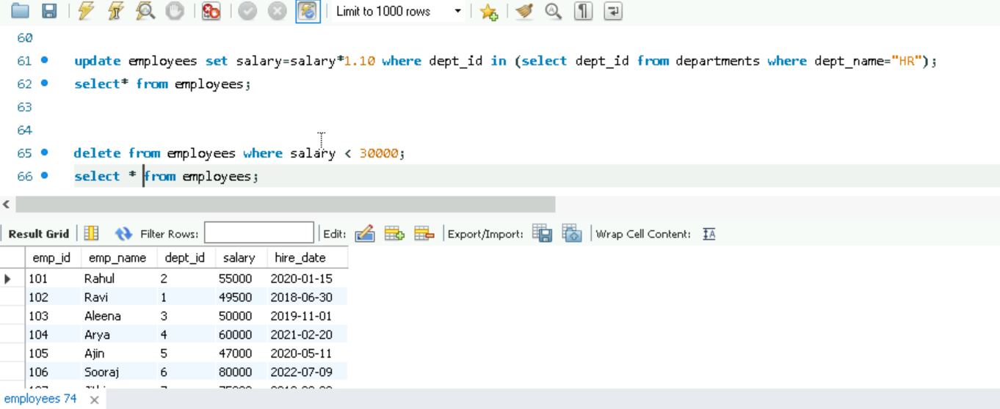 Limit to 1000 rows
60
61 update employees set salary=salary*1.10 where dept_id in (select dept_id from departments where dept_name="HR");
62 select* from employees;
63
64
65 delete from employees where salary < 30000;
66 select * from employees;
Result Grid Filter Rows: Edit: Export/Import: Wrap Cell Content:
emp_id emp_name dept_id salary hire_date
101 Rahul 2 55000 2020-01-15
102 Ravi 1 49500 2018-06-30
103 Aleena 3 50000 2019-11-01
104 Arya 4 60000 2021-02-20
105 Ajin 5 47000 2020-05-11
106 Sooraj 6 80000 2022-07-09
employees 74